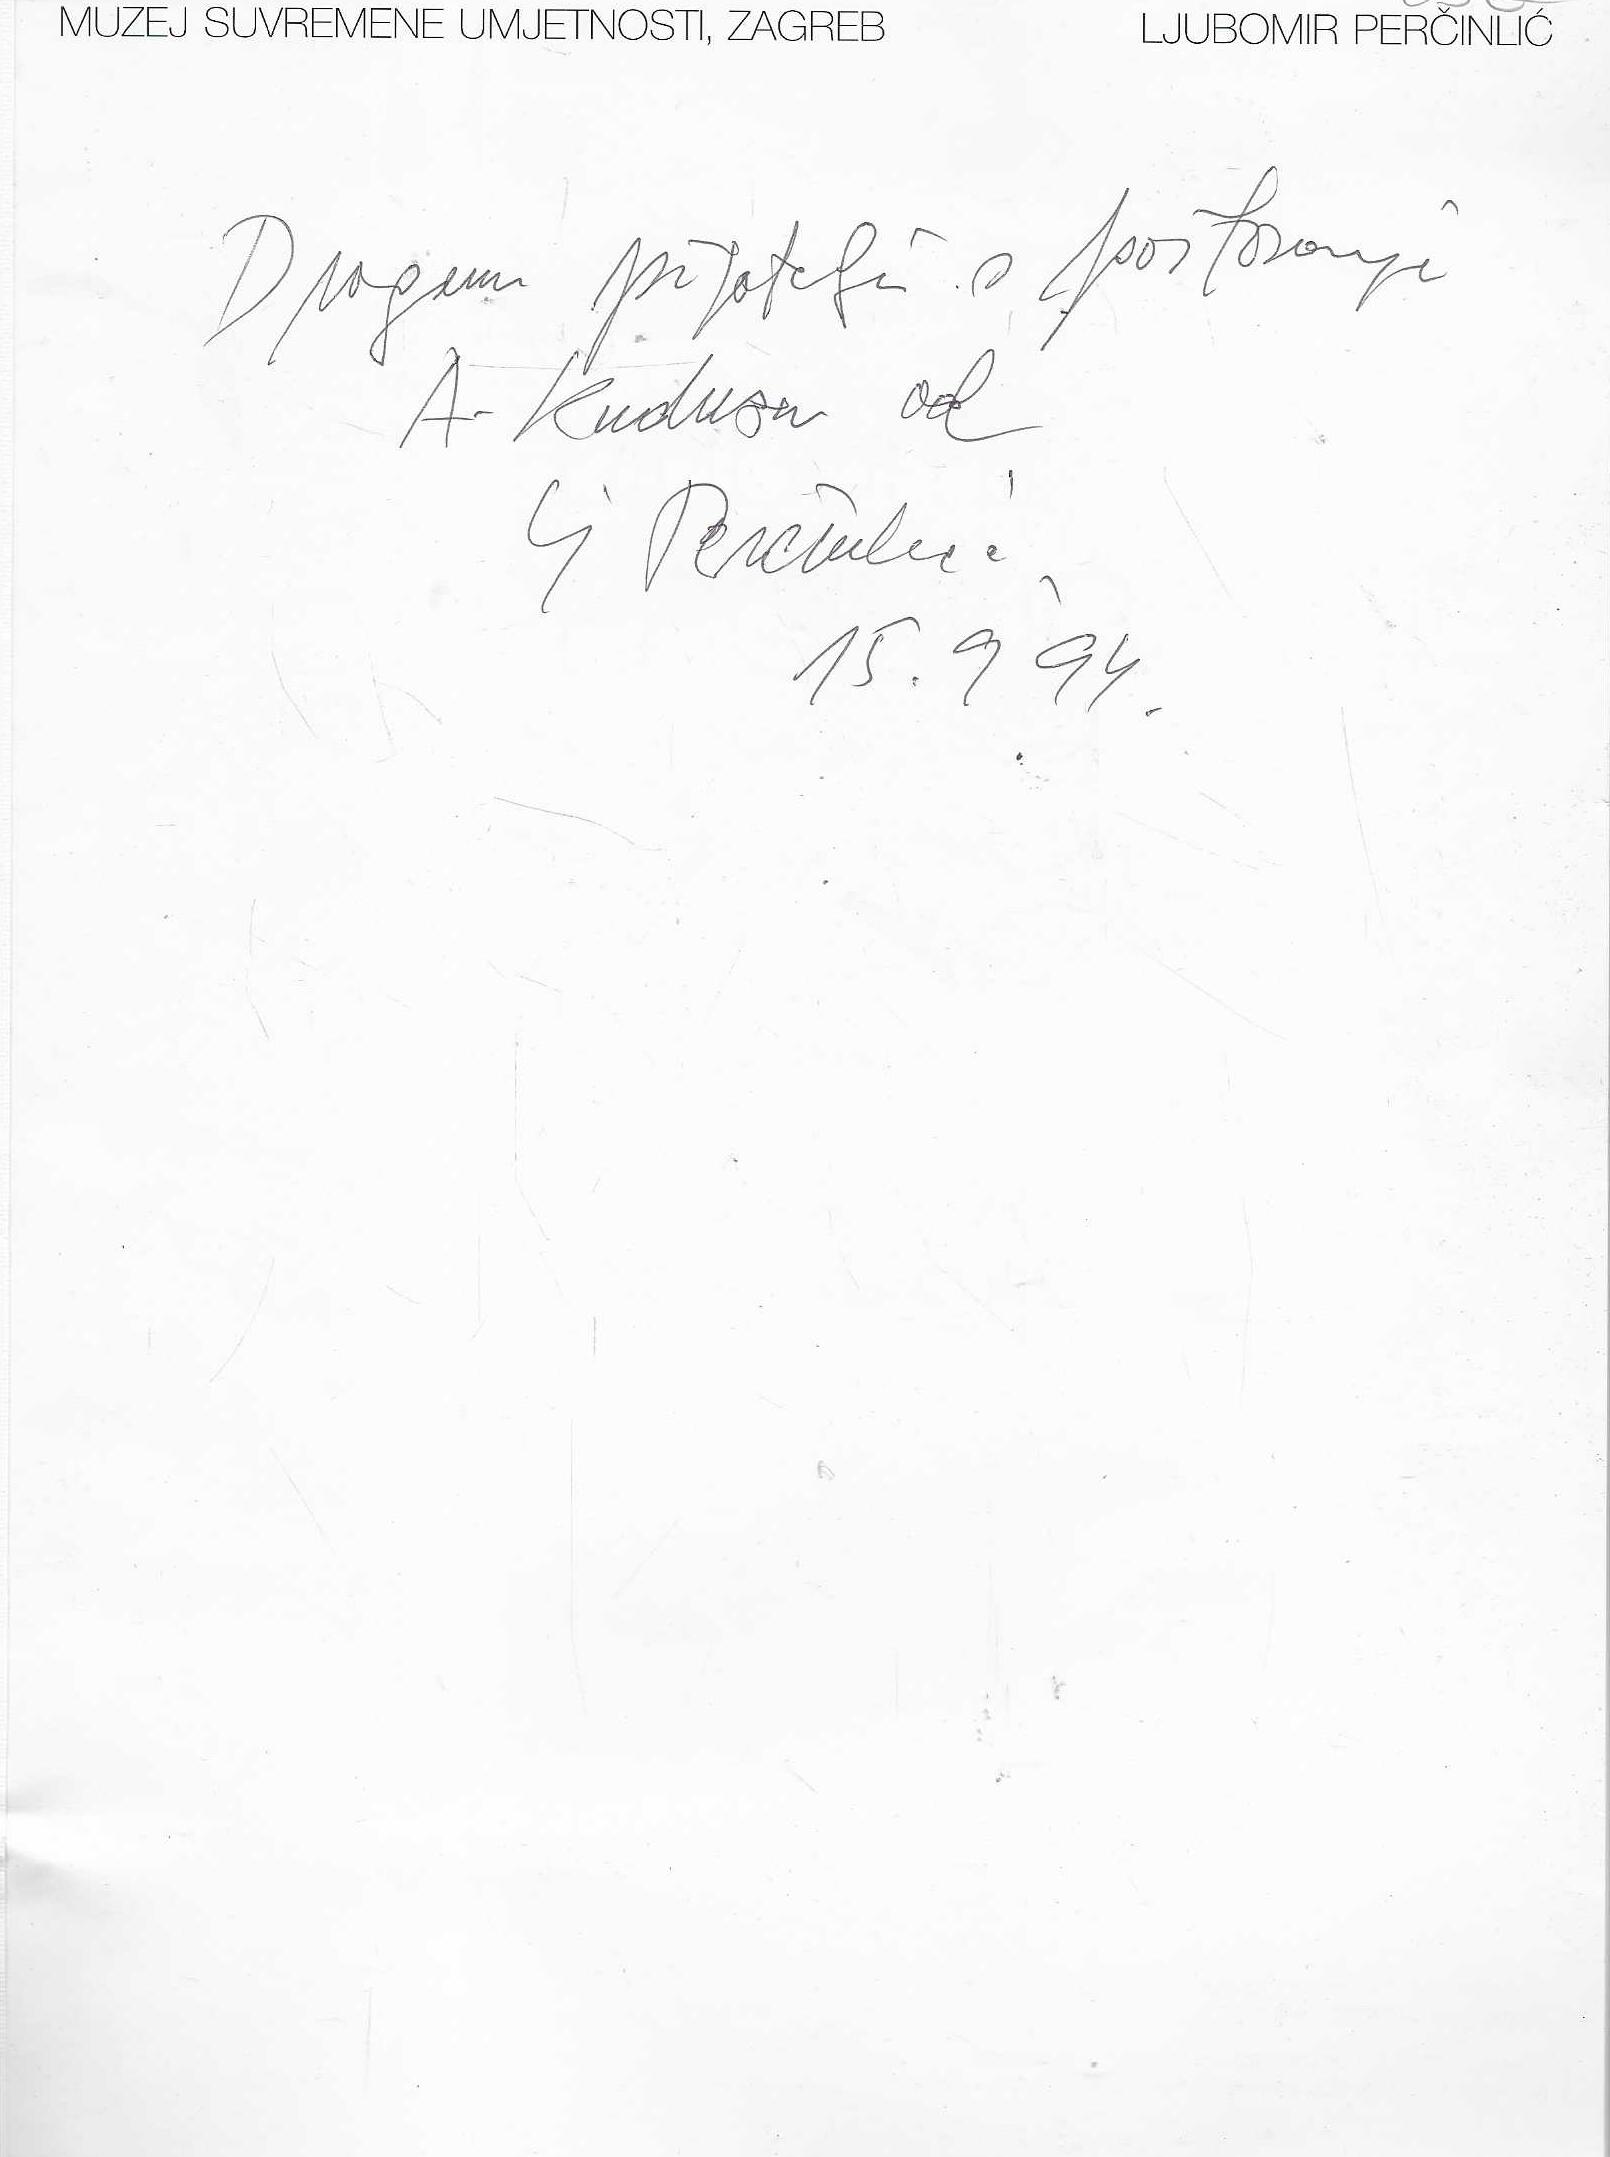 MUZEJ SUVREMENE UMJETNOSTI, ZAGREB LJUBOMIR PERČINLIĆ
Dragom prijatelju s poštovanjem
A. Kudusu od
Lj Perčinlić
15. 9 94.